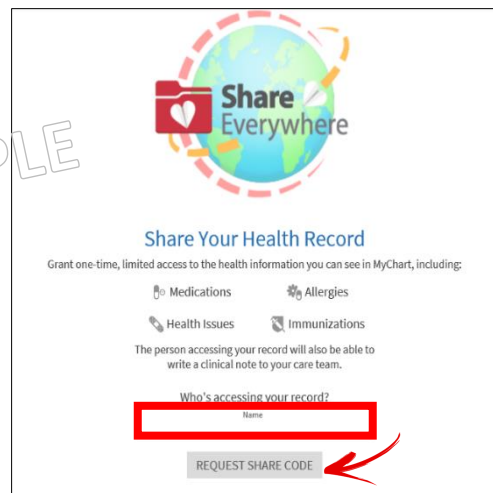 Share
Everywhere
PLE
Share Your Health Record
Grant one-time, limited access to the health information you can see in MyChart, including:
Medications
Allergies
Health Issues
Immunizations
The person accessing your record will also be able to
write a clinical note to your care team.
Who's accessing your record?
Name
REQUEST SHARE CODE